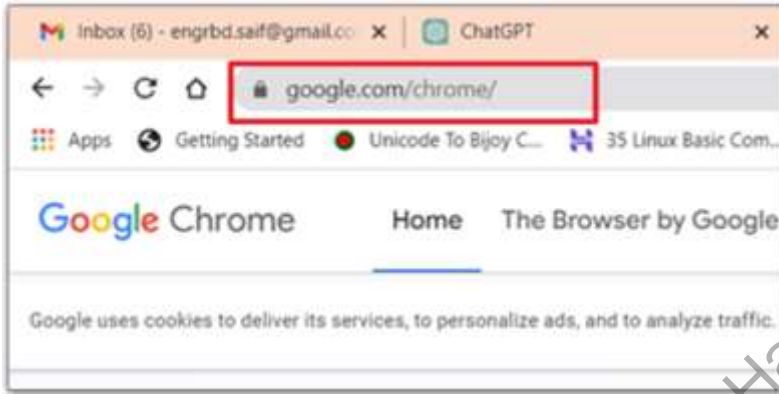 Inbox (6) - engrbd.saif@gmail.co ChatGPT
google.com/chrome/
Apps Getting Started Unicode To Bijoy C... 35 Linux Basic Com...
Google Chrome Home The Browser by Google
Google uses cookies to deliver its services, to personalize ads, and to analyze traffic.